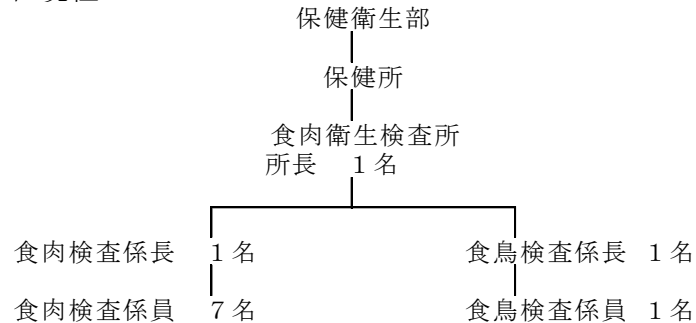 保健衛生部
保健所
食肉衛生検査所
所長 1名
食肉検査係長 1名 食鳥検査係長 1名
食肉検査係員 7名 食鳥検査係員 1名